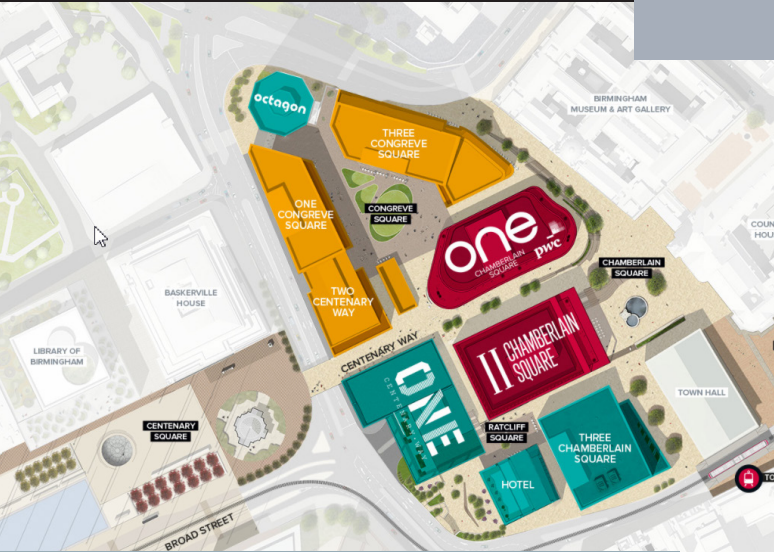 octagon
BIRMINGHAM
MUSEUM & ART GALLERY
THREE
CONGREVE
SQUARE
ONE
CONGREVE
SQUARE
CONGREVE
SQUARE
one
CHAMBERLAIN
SQUARE
pwc
CHAMBERLAIN
SQUARE
BASKERVILLE
HOUSE
TWO
CENTENARY
WAY
LIBRARY OF
BIRMINGHAM
CENTENARY WAY
II CHAMBERLAIN
SQUARE
ONE
TOWN HALL
CENTENARY
SQUARE
RATCLIFF
SQUARE
THREE
CHAMBERLAIN
SQUARE
HOTEL
BROAD STREET